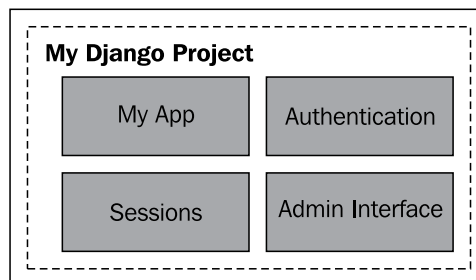 My Django Project
My App
Authentication
Sessions
Admin Interface